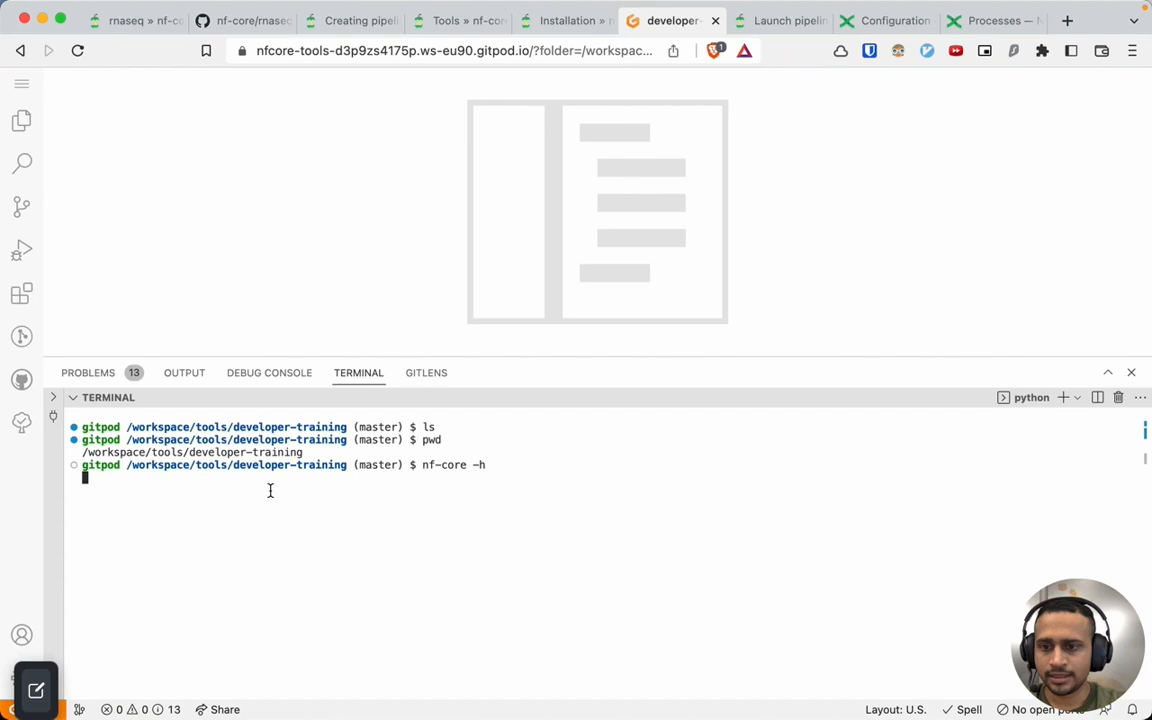 rnaseq » nf-co
nf-core/rnase
Creating pipeli
Tools » nf-cor
Installation » n
developer-
Launch pipelin
Configuration
Processes — N
nfcore-tools-d3p9zs4175p.ws-eu90.gitpod.io/?folder=/workspac...
1
PROBLEMS 13 OUTPUT DEBUG CONSOLE TERMINAL GITLENS
TERMINAL
python
gitpod /workspace/tools/developer-training (master) $ ls
gitpod /workspace/tools/developer-training (master) $ pwd
/workspace/tools/developer-training
gitpod /workspace/tools/developer-training (master) $ nf-core -h
0 0 13 Share
Layout: U.S. Spell No open ports